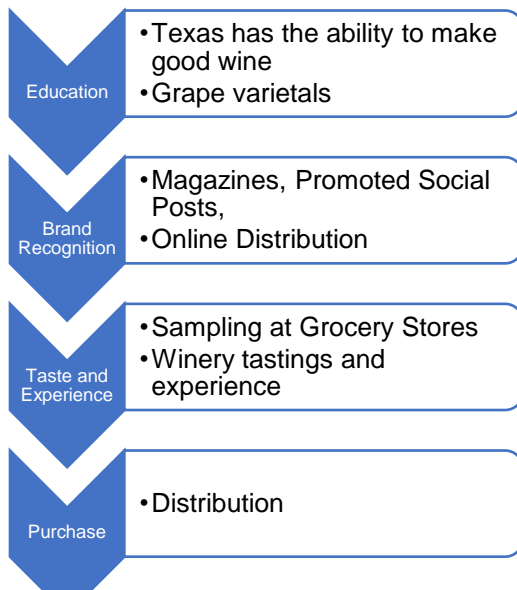 Education
•Texas has the ability to make
good wine
•Grape varietals
Brand
Recognition
•Magazines, Promoted Social
Posts,
•Online Distribution
Taste and
Experience
•Sampling at Grocery Stores
•Winery tastings and
experience
Purchase
•Distribution